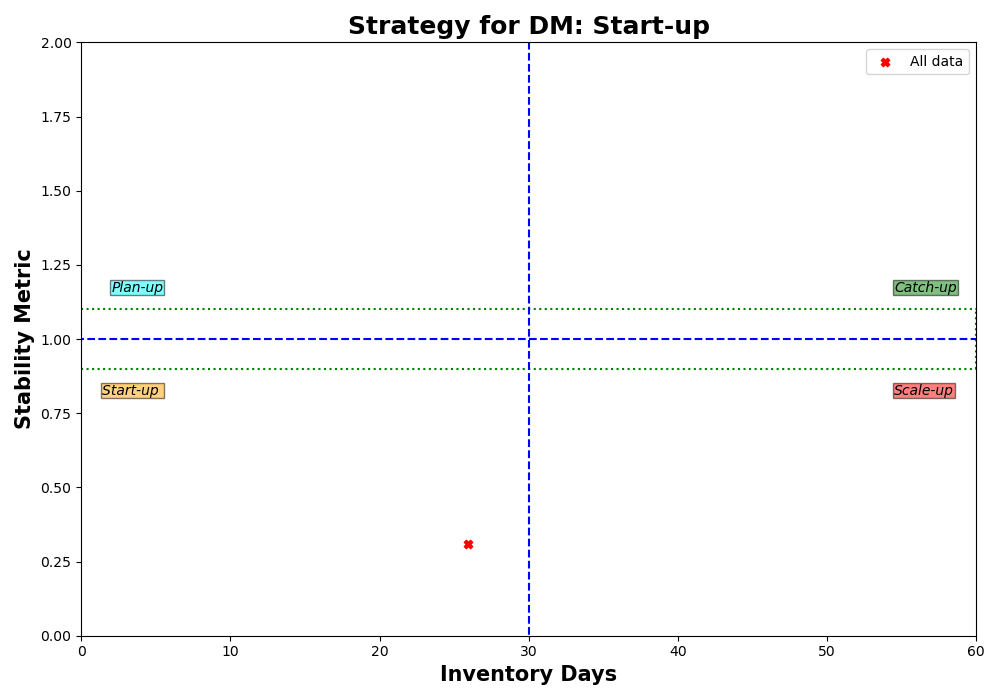 Strategy for DM: Start-up
All data
2.00
1.75
1.50
1.25
1.00
0.75
0.50
0.25
0.00
Stability Metric
Plan-up
Catch-up
Start-up
Scale-up
0
10
20
30
40
50
60
Inventory Days